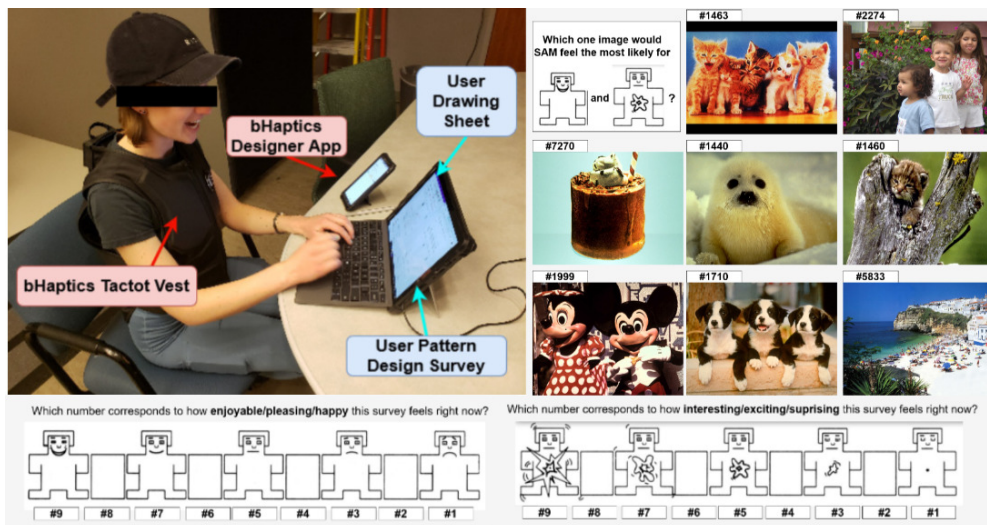 bHaptics
Designer App
User
Drawing
Sheet
bHaptics Tactot Vest
User Pattern
Design Survey
Which one image would
SAM feel the most likely for
and
?
#1463
#2274
#7270
#1440
#1460
#1999
#1710
#5833
Which number corresponds to how enjoyable/pleasing/happy this survey feels right now?
#9 #8 #7 #6 #5 #4 #3 #2 #1
Which number corresponds to how interesting/exciting/suprising this survey feels right now?
#9 #8 #7 #6 #5 #4 #3 #2 #1